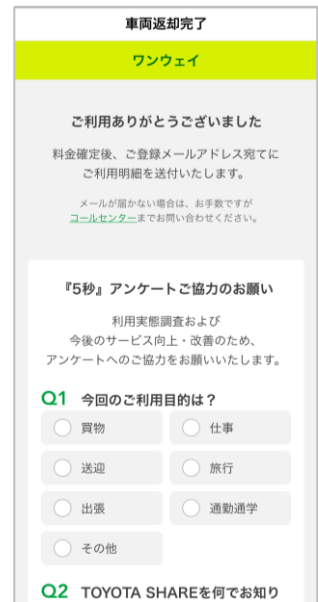 車両返却完了
ワンウェイ
ご利用ありがとうございました
料金確定後、ご登録メールアドレス宛てに
ご利用明細を送付いたします。
メールが届かない場合は、お手数ですが
コールセンターまでお問い合わせください。
『5秒』アンケートご協力のお願い
利用実態調査および
今後のサービス向上・改善のため、
アンケートへのご協力をお願いいたします。
Q1 今回のご利用目的は？
買物
仕事
送迎
旅行
出張
通勤通学
その他
Q2 TOYOTA SHAREを何でお知り